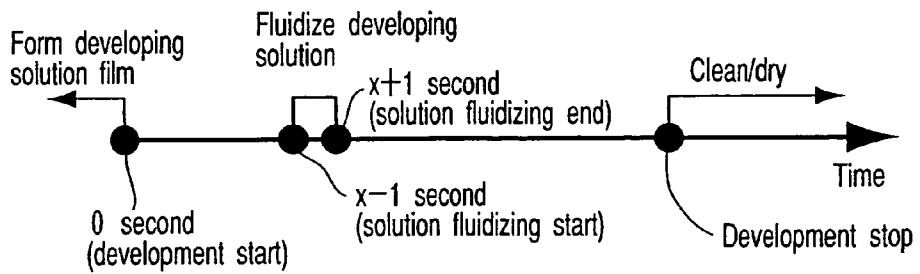 Form developing
solution film
Fluidize developing
solution
x+1 second
(solution fluidizing end)
Clean/dry
Time
0 second
(development start)
x−1 second
(solution fluidizing start)
Development stop